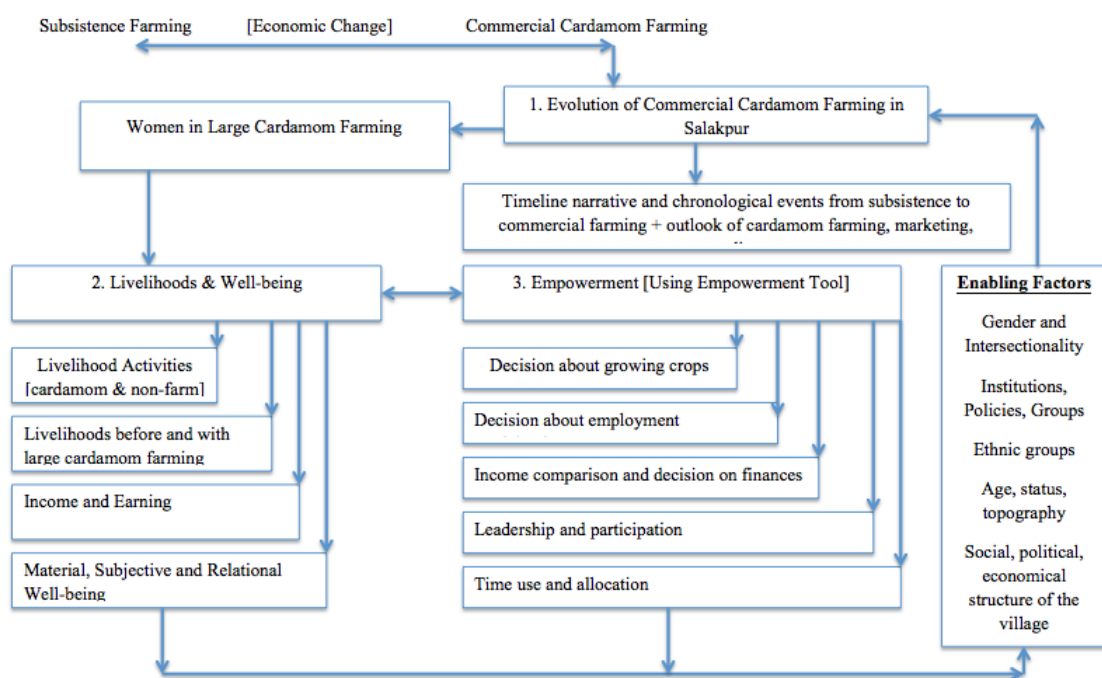 Subsistence Farming [Economic Change] Commercial Cardamom Farming
1. Evolution of Commercial Cardamom Farming in
Salakpur
Women in Large Cardamom Farming
Timeline narrative and chronological events from subsistence to
commercial farming + outlook of cardamom farming, marketing,
2. Livelihoods & Well-being
3. Empowerment [Using Empowerment Tool]
Livelihood Activities
[cardamom & non-farm]
Livelihoods before and with
large cardamom farming
Income and Earning
Material, Subjective and Relational
Well-being
Decision about growing crops
Decision about employment
Income comparison and decision on finances
Leadership and participation
Time use and allocation
Enabling Factors
Gender and
Intersectionality
Institutions,
Policies, Groups
Ethnic groups
Age, status,
topography
Social, political,
economical
structure of the
village